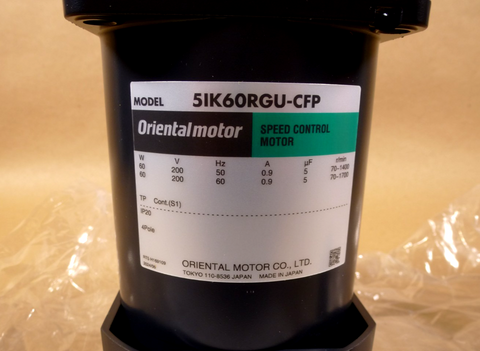 MODEL 5IK60RGU-CFP
Orientalmotor
SPEED CONTROL
MOTOR
W V Hz A µF r/min
60 200 50 0.9 5 70-1400
60 200 60 0.9 5 70-1700
TP Cont.(S1)
IP20
4Pole
ORIENTAL MOTOR CO., LTD.
TOKYO 110-8536 JAPAN MADE IN JAPAN